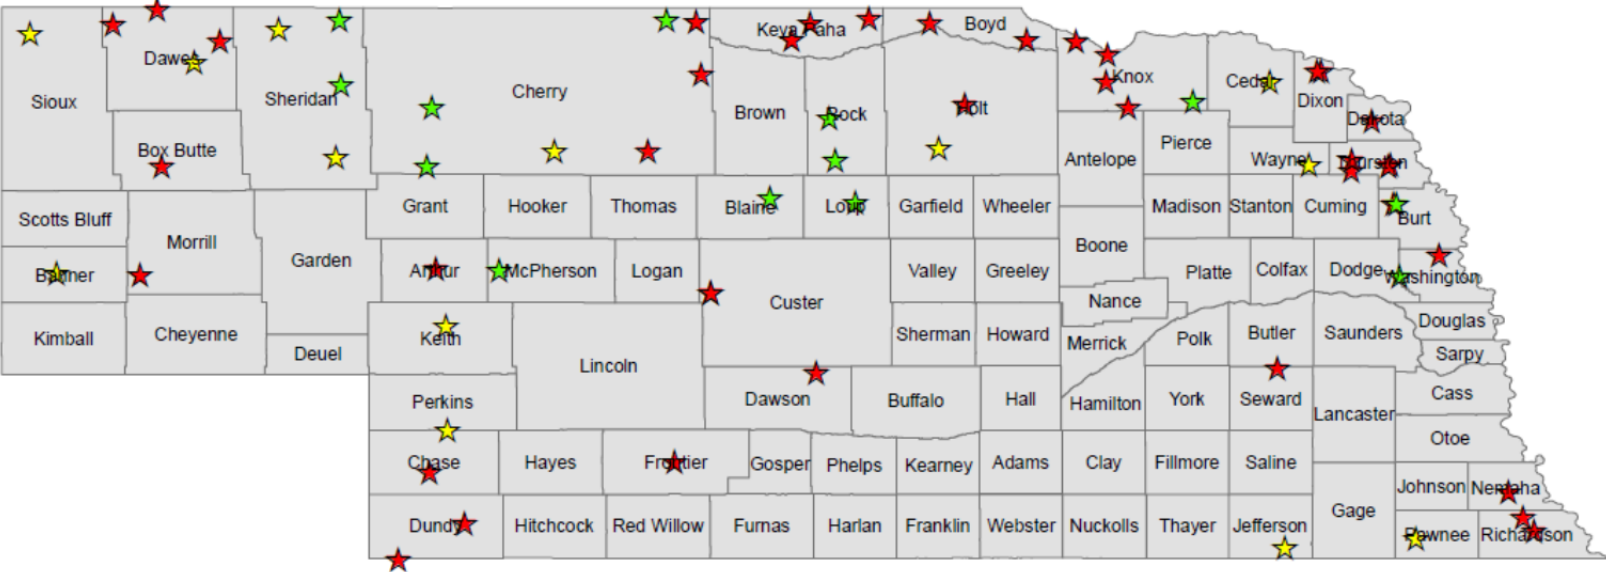 Keya Paha
Boyd
Dawes
Knox
Cedar
Cherry
Sioux
Sheridan
Dixon
Brown
Rock
Holt
Dakota
Pierce
Box Butte
Antelope
Wayne
Thurston
Grant
Hooker
Thomas
Blaine
Loup
Garfield
Wheeler
Madison
Stanton
Cuming
Burt
Scotts Bluff
Morrill
Boone
Garden
Banner
Arthur
McPherson
Logan
Valley
Greeley
Platte
Colfax
Dodge
Washington
Custer
Nance
Douglas
Kimball
Cheyenne
Keith
Sherman
Howard
Merrick
Polk
Butler
Saunders
Deuel
Sarpy
Lincoln
Perkins
Dawson
Buffalo
Hall
Hamilton
York
Seward
Cass
Lancaster
Otoe
Chase
Hayes
Frontier
Gosper
Phelps
Kearney
Adams
Clay
Fillmore
Saline
Johnson
Nemaha
Gage
Dundy
Hitchcock
Red Willow
Furnas
Harlan
Franklin
Webster
Nuckolls
Thayer
Jefferson
Pawnee
Richardson